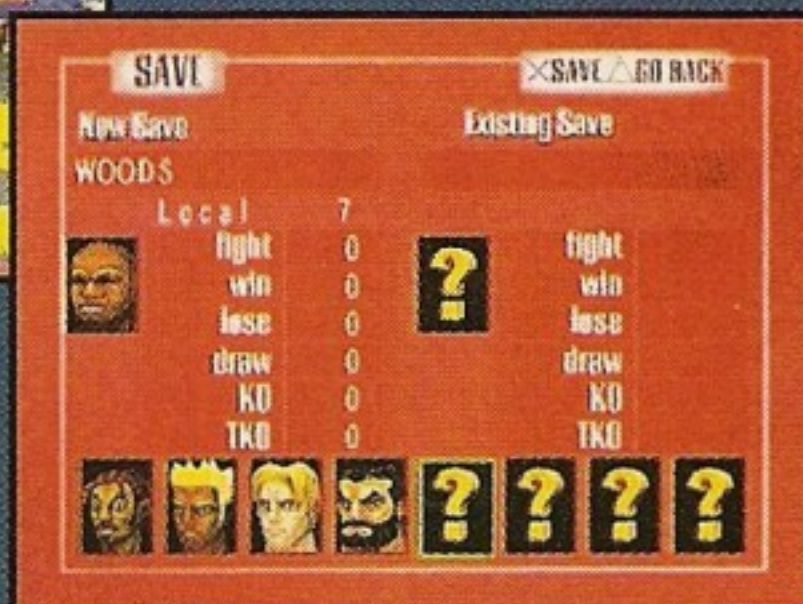 SAVE
×SAVE △GO BACK
New Save
Existing Save
WOODS
Local 7
fight 0 fight
win 0 win
lose 0 lose
draw 0 draw
KO 0 KO
TKO 0 TKO
? 
? ? ? ?